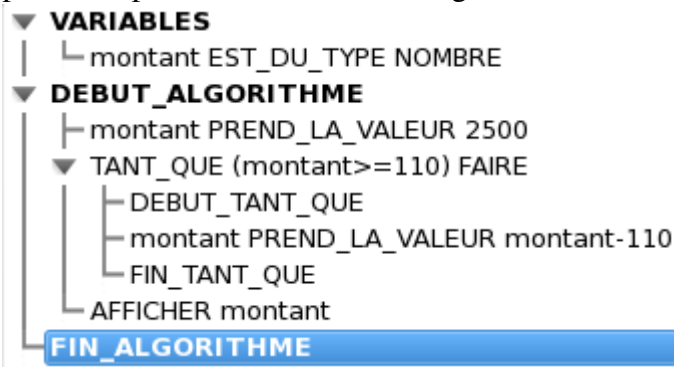 VARIABLES
montant EST_DU_TYPE NOMBRE
DEBUT_ALGORITHME
montant PREND_LA_VALEUR 2500
TANT_QUE (montant>=110) FAIRE
DEBUT_TANT_QUE
montant PREND_LA_VALEUR montant-110
FIN_TANT_QUE
AFFICHER montant
FIN_ALGORITHME